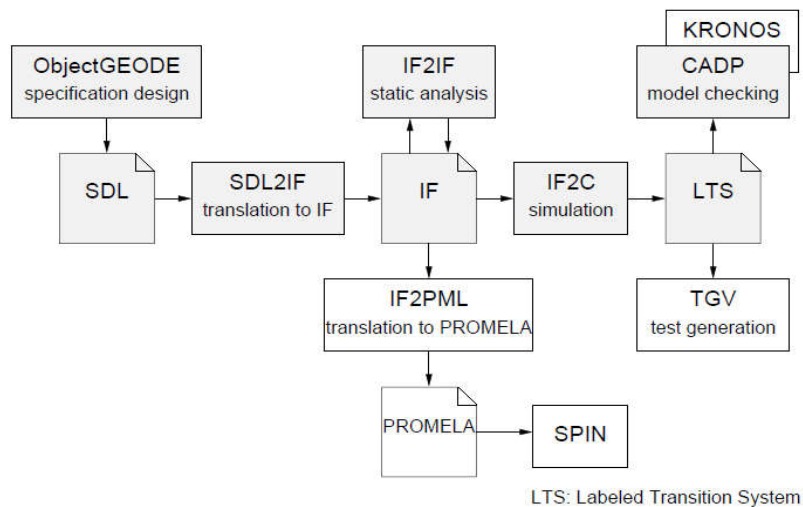 KRONOS
ObjectGEODE
specification design
IF2IF
static analysis
CADP
model checking
SDL
SDL2IF
translation to IF
IF
IF2C
simulation
LTS
IF2PML
translation to PROMELA
TGV
test generation
PROMELA
SPIN
LTS: Labeled Transition System